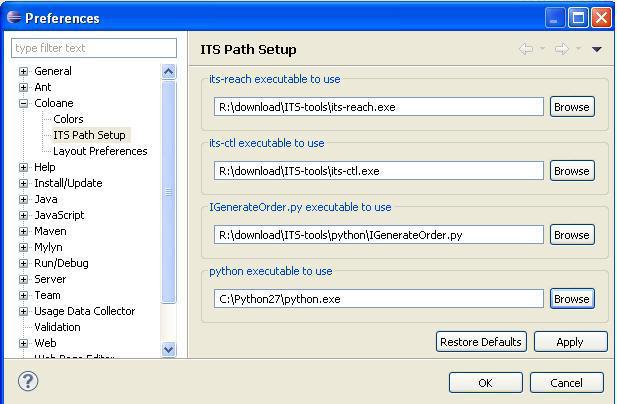 Preferences
type filter text
General
Ant
Coloane
Colors
ITS Path Setup
Layout Preferences
Help
Install/Update
Java
JavaScript
Maven
Mylyn
Run/Debug
Server
Team
Usage Data Collector
Validation
Web
Web Page Editor
ITS Path Setup
its-reach executable to use
R:\download\ITS-tools\its-reach.exe
Browse
its-ctl executable to use
R:\download\ITS-tools\its-ctl.exe
Browse
IGenerateOrder.py executable to use
R:\download\ITS-tools\python\IGenerateOrder.py
Browse
python executable to use
C:\Python27\python.exe
Browse
Restore Defaults
Apply
?
OK
Cancel